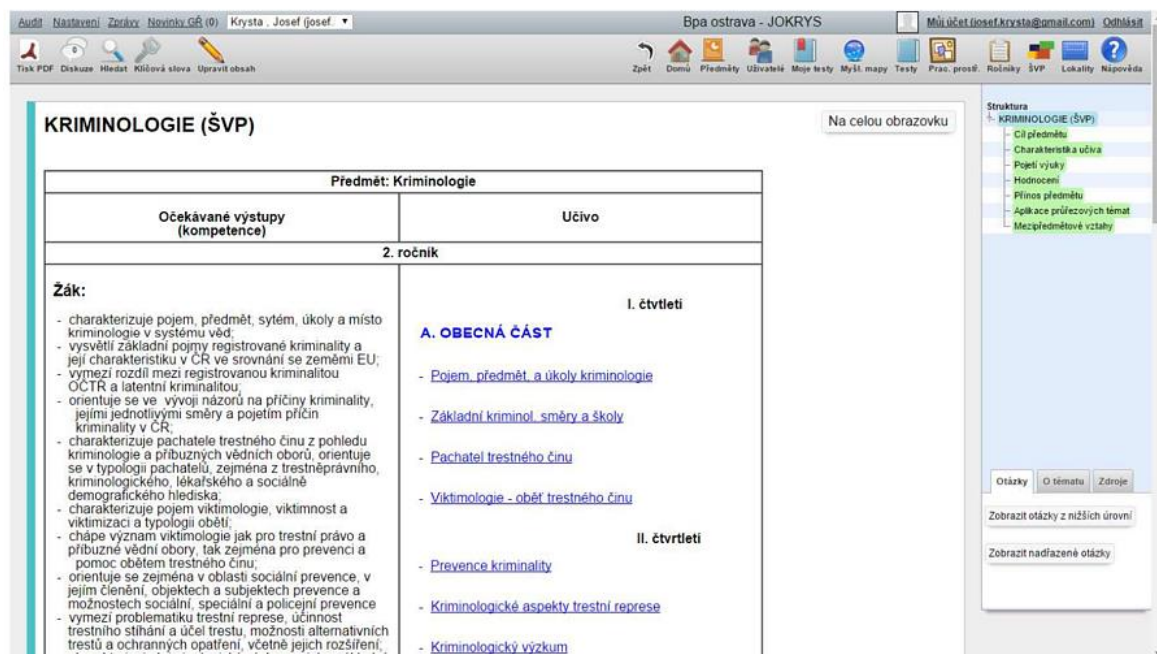 Audit Nastavení Zprávy Novinky GŘ (0) Krysta , Josef (josef. Bpa ostrava - JOKRYS Můj účet (josef.krysta@gmail.com) Odhlásit
Tisk PDF Diskuze Hledat Klíčová slova Upravit obsah Zpět Domů Předměty Uživatelé Moje testy Myšl. mapy Testy Prac. prostř. Ročníky ŠVP Lokality Nápověda
KRIMINOLOGIE (ŠVP)
Na celou obrazovku
Předmět: Kriminologie
Očekávané výstupy
(kompetence)
Učivo
2. ročník
Žák:
- charakterizuje pojem, předmět, sytém, úkoly a místo
kriminologie v systému věd;
- vysvětlí základní pojmy registrované kriminality a
její charakteristiku v ČR ve srovnání se zeměmi EU;
- vymezí rozdíl mezi registrovanou kriminalitou
OČTŘ a latentní kriminalitou;
- orientuje se ve vývoji názorů na příčiny kriminality,
jejími jednotlivými směry a pojetím příčin
kriminality v ČR;
- charakterizuje pachatele trestného činu z pohledu
kriminologie a příbuzných vědních oborů, orientuje
se v typologii pachatelů, zejména z trestněprávního,
kriminologického, lékařského a sociálně
demografického hlediska;
- charakterizuje pojem viktimologie, viktimnost a
viktimizaci a typologii obětí;
- chápe význam viktimologie jak pro trestní právo a
příbuzné vědní obory, tak zejména pro prevenci a
pomoc obětem trestného činu;
- orientuje se zejména v oblasti sociální prevence, v
jejím členění, objektech a subjektech prevence a
možnostech sociální, speciální a policejní prevence
- vymezí problematiku trestní represe, účinnost
trestního stíhání a účel trestu, možnosti alternativních
trestů a ochranných opatření, včetně jejich rozšíření;
I. čtvtletí
A. OBECNÁ ČÁST
- Pojem, předmět, a úkoly kriminologie
- Základní kriminol. směry a školy
- Pachatel trestného činu
- Viktimologie - oběť trestného činu
II. čtvrtletí
- Prevence kriminality
- Kriminologické aspekty trestní represe
- Kriminologický výzkum
Struktura
KRIMINOLOGIE (ŠVP)
Cíl předmětu
Charakteristika učiva
Pojetí výuky
Hodnocení
Přínos předmětu
Aplikace průřezových témat
Mezipředmětové vztahy
Otázky O tématu Zdroje
Zobrazit otázky z nižších úrovní
Zobrazit nadřazené otázky